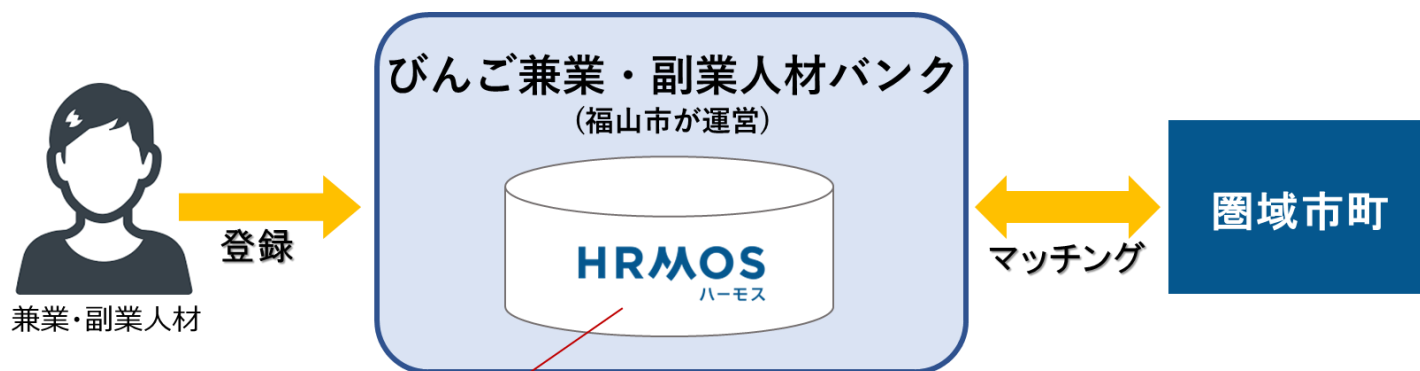 びんご兼業・副業人材バンク
(福山市が運営)
HRMOS
ハーモス
登録
兼業・副業人材
マッチング
圏域市町